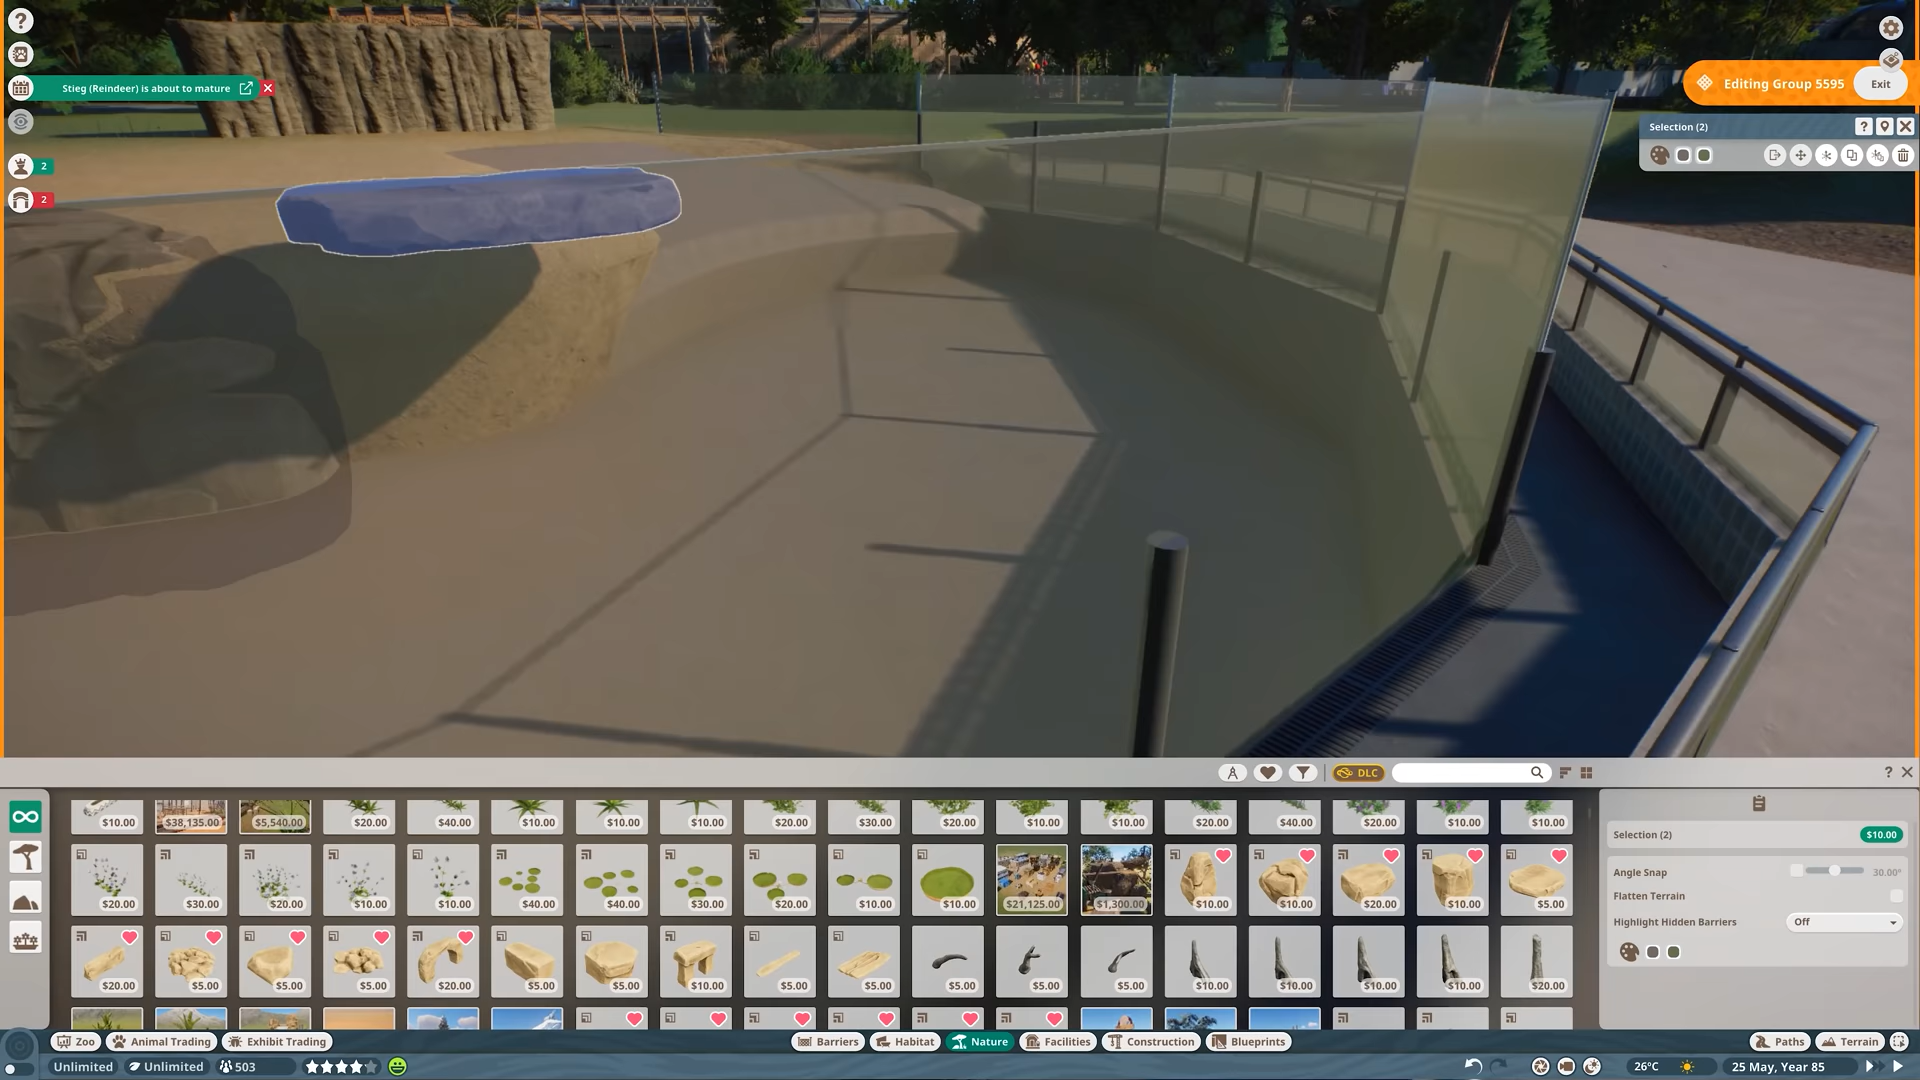 ?
Stieg (Reindeer) is about to mature
2
2
Editing Group 5595
Exit
Selection (2)
?
DLC
?
$10.00 $38,135.00 $5,540.00 $20.00 $40.00 $10.00 $10.00 $10.00 $20.00 $30.00 $20.00 $10.00 $10.00 $20.00 $40.00 $20.00 $10.00 $10.00
$20.00 $30.00 $20.00 $10.00 $10.00 $40.00 $40.00 $30.00 $20.00 $10.00 $10.00 $21,125.00 $1,300.00 $10.00 $10.00 $20.00 $10.00 $5.00
$20.00 $5.00 $5.00 $5.00 $20.00 $5.00 $5.00 $10.00 $5.00 $5.00 $5.00 $5.00 $5.00 $10.00 $10.00 $10.00 $10.00 $20.00
Selection (2)
$10.00
Angle Snap
30.00°
Flatten Terrain
Highlight Hidden Barriers
Off
Zoo
Animal Trading
Exhibit Trading
Barriers
Habitat
Nature
Facilities
Construction
Blueprints
Paths
Terrain
Unlimited
Unlimited
503
26°C
25 May, Year 85